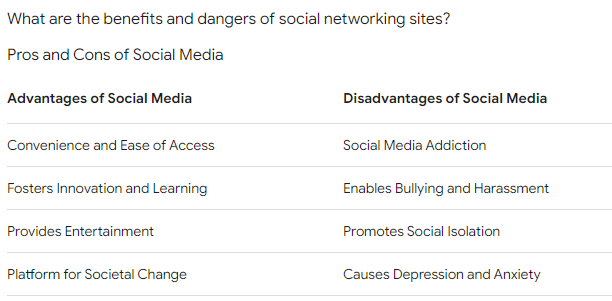 What are the benefits and dangers of social networking sites?
Pros and Cons of Social Media
Advantages of Social Media Disadvantages of Social Media
Convenience and Ease of Access Social Media Addiction
Fosters Innovation and Learning Enables Bullying and Harassment
Provides Entertainment Promotes Social Isolation
Platform for Societal Change Causes Depression and Anxiety